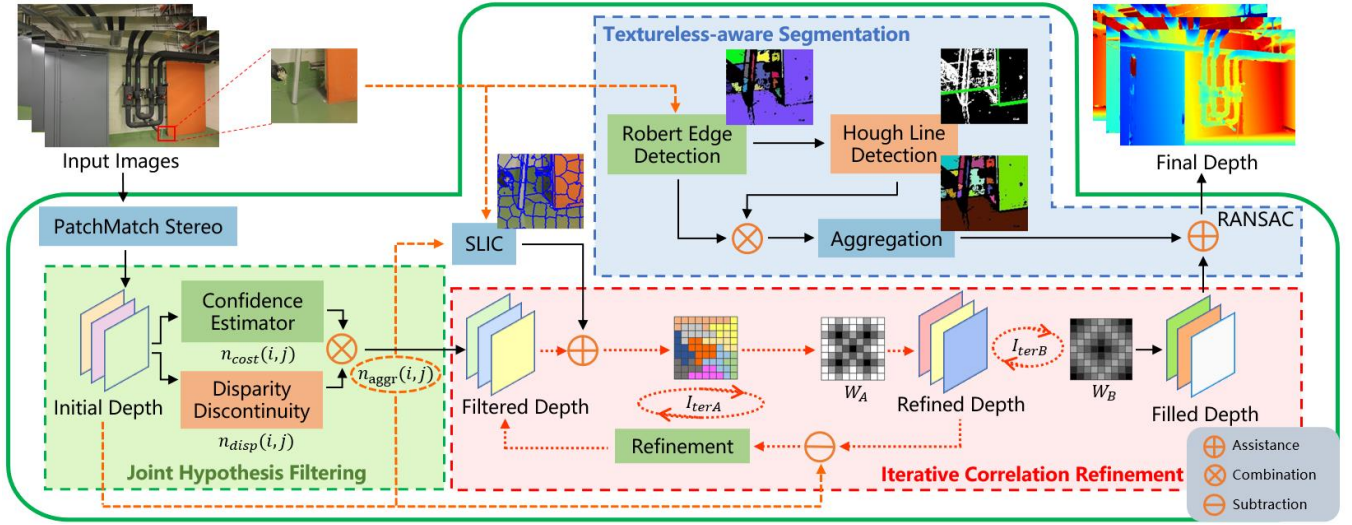 Input Images
PatchMatch Stereo
Textureless-aware Segmentation
Robert Edge
Detection
Hough Line
Detection
Aggregation
SLIC
RANSAC
Final Depth
Initial Depth
Confidence
Estimator
n_cost(i, j)
Disparity
Discontinuity
n_disp(i, j)
n_aggr(i, j)
Joint Hypothesis Filtering
Filtered Depth
I_terA
Refinement
W_A
Refined Depth
I_terB
W_B
Filled Depth
Iterative Correlation Refinement
Assistance
Combination
Subtraction